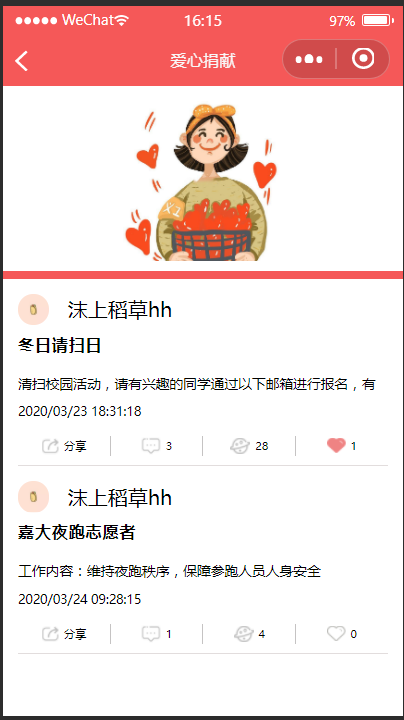 WeChat 16:15 97%
爱心捐献
沫上稻草hh
冬日请扫日
清扫校园活动，请有兴趣的同学通过以下邮箱进行报名，有
2020/03/23 18:31:18
分享 3 28 1
沫上稻草hh
嘉大夜跑志愿者
工作内容：维持夜跑秩序，保障参跑人员人身安全
2020/03/24 09:28:15
分享 1 4 0